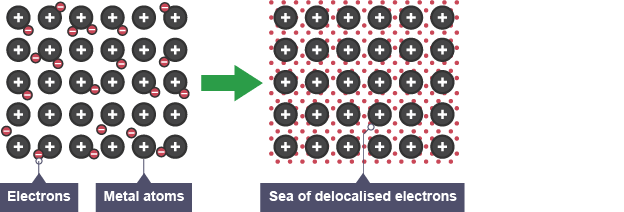 Electrons
Metal atoms
Sea of delocalised electrons